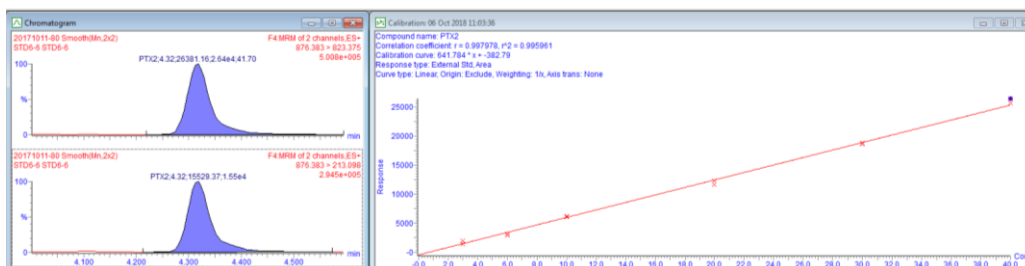 Chromatogram
20171011-80 Smooth(Mn,2x2)
F4:MRM of 2 channels,ES+
STD6-6 STD6-6
876.383 > 823.375
5.008e+005
PTX2;4.32;26381.16;2.64e4;41.70
100
%
0
min
20171011-80 Smooth(Mn,2x2)
F4:MRM of 2 channels,ES+
STD6-6 STD6-6
876.383 > 213.098
2.945e+005
PTX2;4.32;15529.37;1.55e4
100
%
0
min
4.100
4.200
4.300
4.400
4.500
Calibration: 06 Oct 2018 11:03:36
Compound name: PTX2
Correlation coefficient: r = 0.997978, r^2 = 0.995961
Calibration curve: 641.784 * x + -382.79
Response type: External Std, Area
Curve type: Linear, Origin: Exclude, Weighting: 1/x, Axis trans: None
Response
25000
20000
15000
10000
5000
-0
-0.0 2.0 4.0 6.0 8.0 10.0 12.0 14.0 16.0 18.0 20.0 22.0 24.0 26.0 28.0 30.0 32.0 34.0 36.0 38.0 40.0